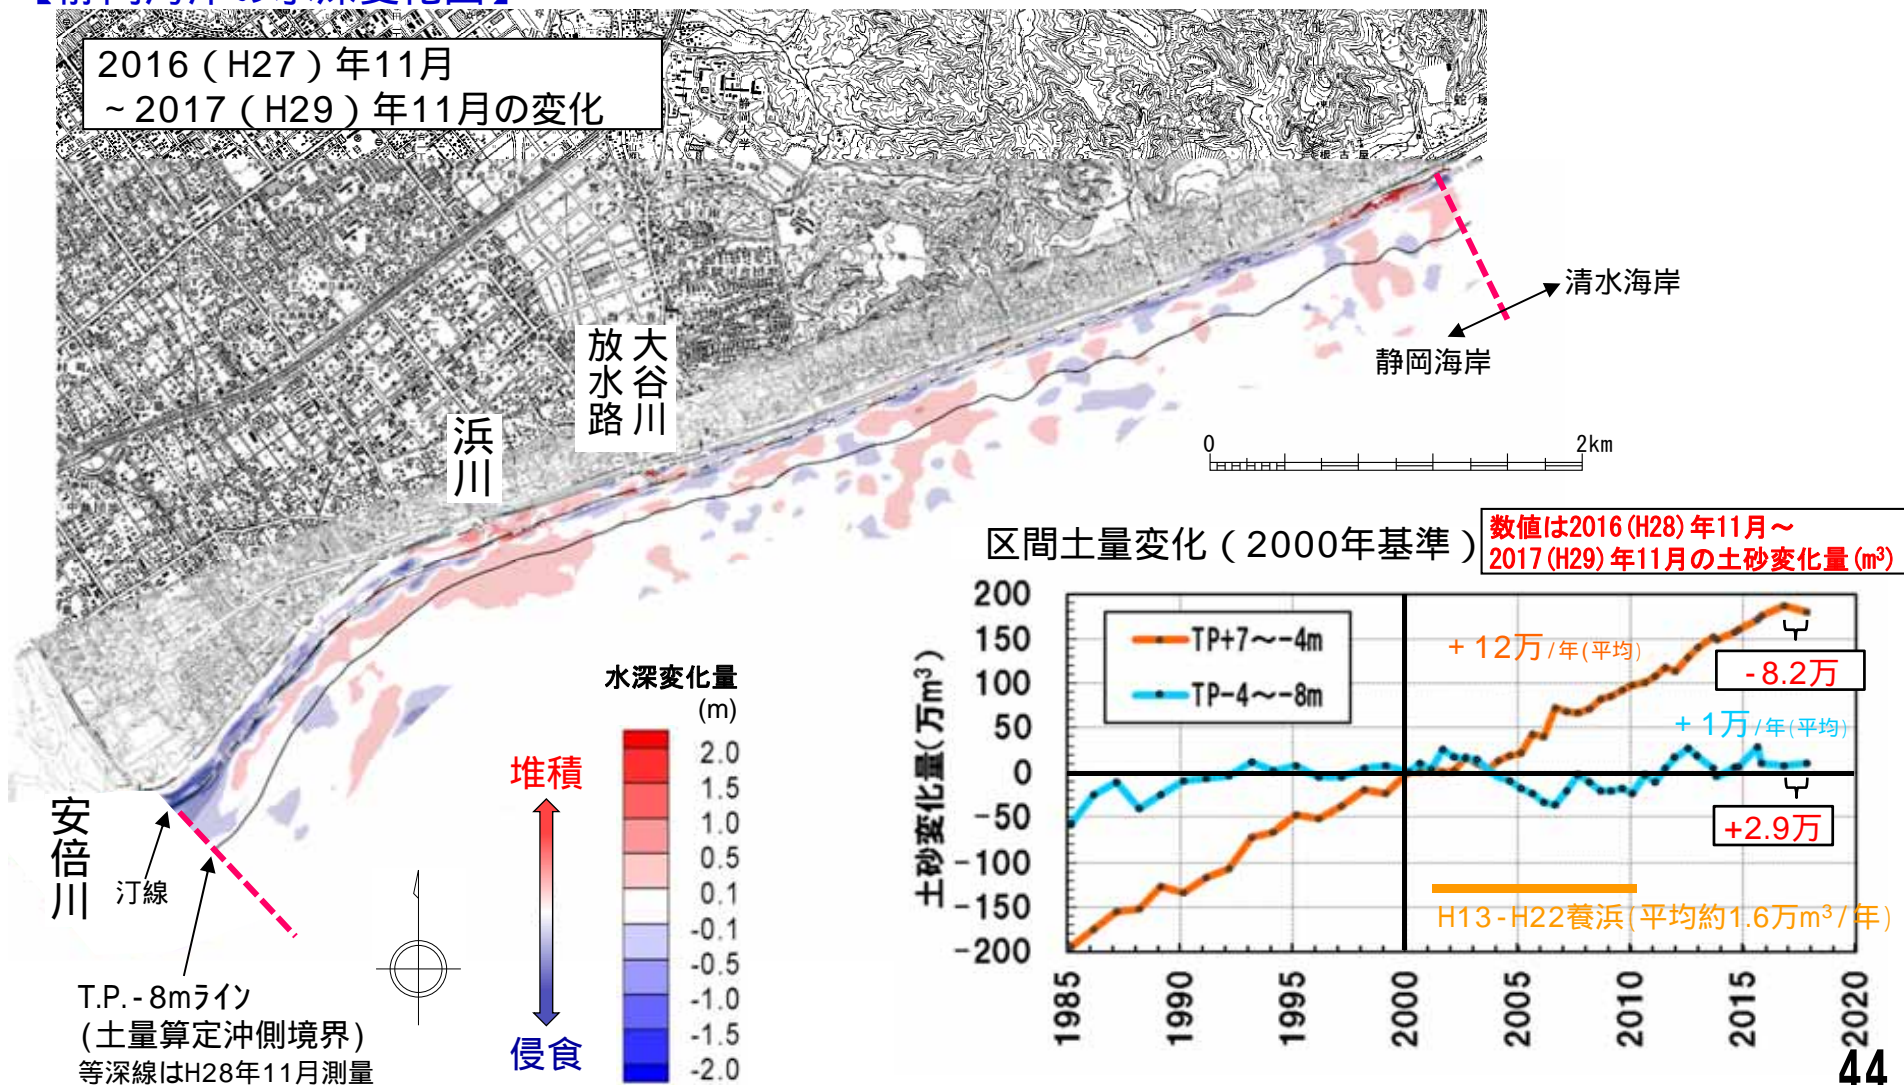 【静岡海岸の水深変化図】
2016（H27）年11月
～2017（H29）年11月の変化
大谷川
放水路
浜川
安倍川
汀線
T.P.-8mライン
(土量算定沖側境界)
等深線はH28年11月測量
清水海岸
静岡海岸
0 2km
水深変化量
(m)
堆積
侵食
2.0
1.5
1.0
0.5
0.1
-0.1
-0.5
-1.0
-1.5
-2.0
区間土量変化（2000年基準）
数値は2016(H28)年11月～
2017(H29)年11月の土砂変化量(m³)
土砂変化量(万m³)
200
150
100
50
0
-50
-100
-150
-200
TP+7～-4m
TP-4～-8m
+12万/年(平均)
-8.2万
+1万/年(平均)
+2.9万
H13-H22養浜(平均約1.6万m³/年)
1985
1990
1995
2000
2005
2010
2015
2020
44